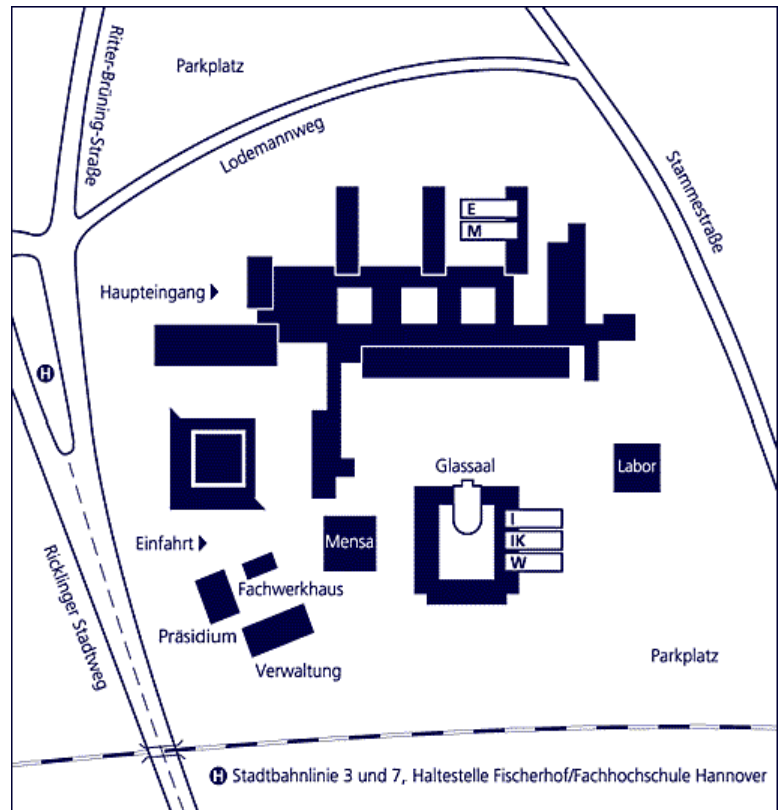 Ritter-Brüning-Straße
Parkplatz
Lodemannweg
Stammestraße
E
M
Haupteingang
H
Glassaal
Labor
I
Einfahrt
Mensa
IK
W
Fachwerkhaus
Präsidium
Ricklinger Stadtweg
Verwaltung
Parkplatz
H Stadtbahnlinie 3 und 7, Haltestelle Fischerhof/Fachhochschule Hannover